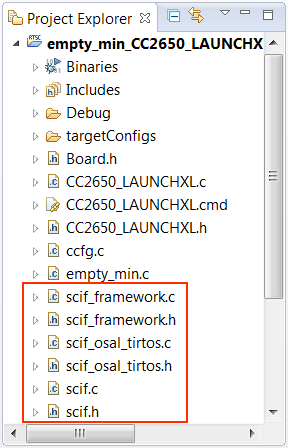 Project Explorer
RTSC empty_min_CC2650_LAUNCHX
Binaries
Includes
Debug
targetConfigs
h Board.h
c CC2650_LAUNCHXL.c
CC2650_LAUNCHXL.cmd
h CC2650_LAUNCHXL.h
c ccfg.c
c empty_min.c
c scif_framework.c
h scif_framework.h
c scif_osal_tirtos.c
h scif_osal_tirtos.h
c scif.c
h scif.h